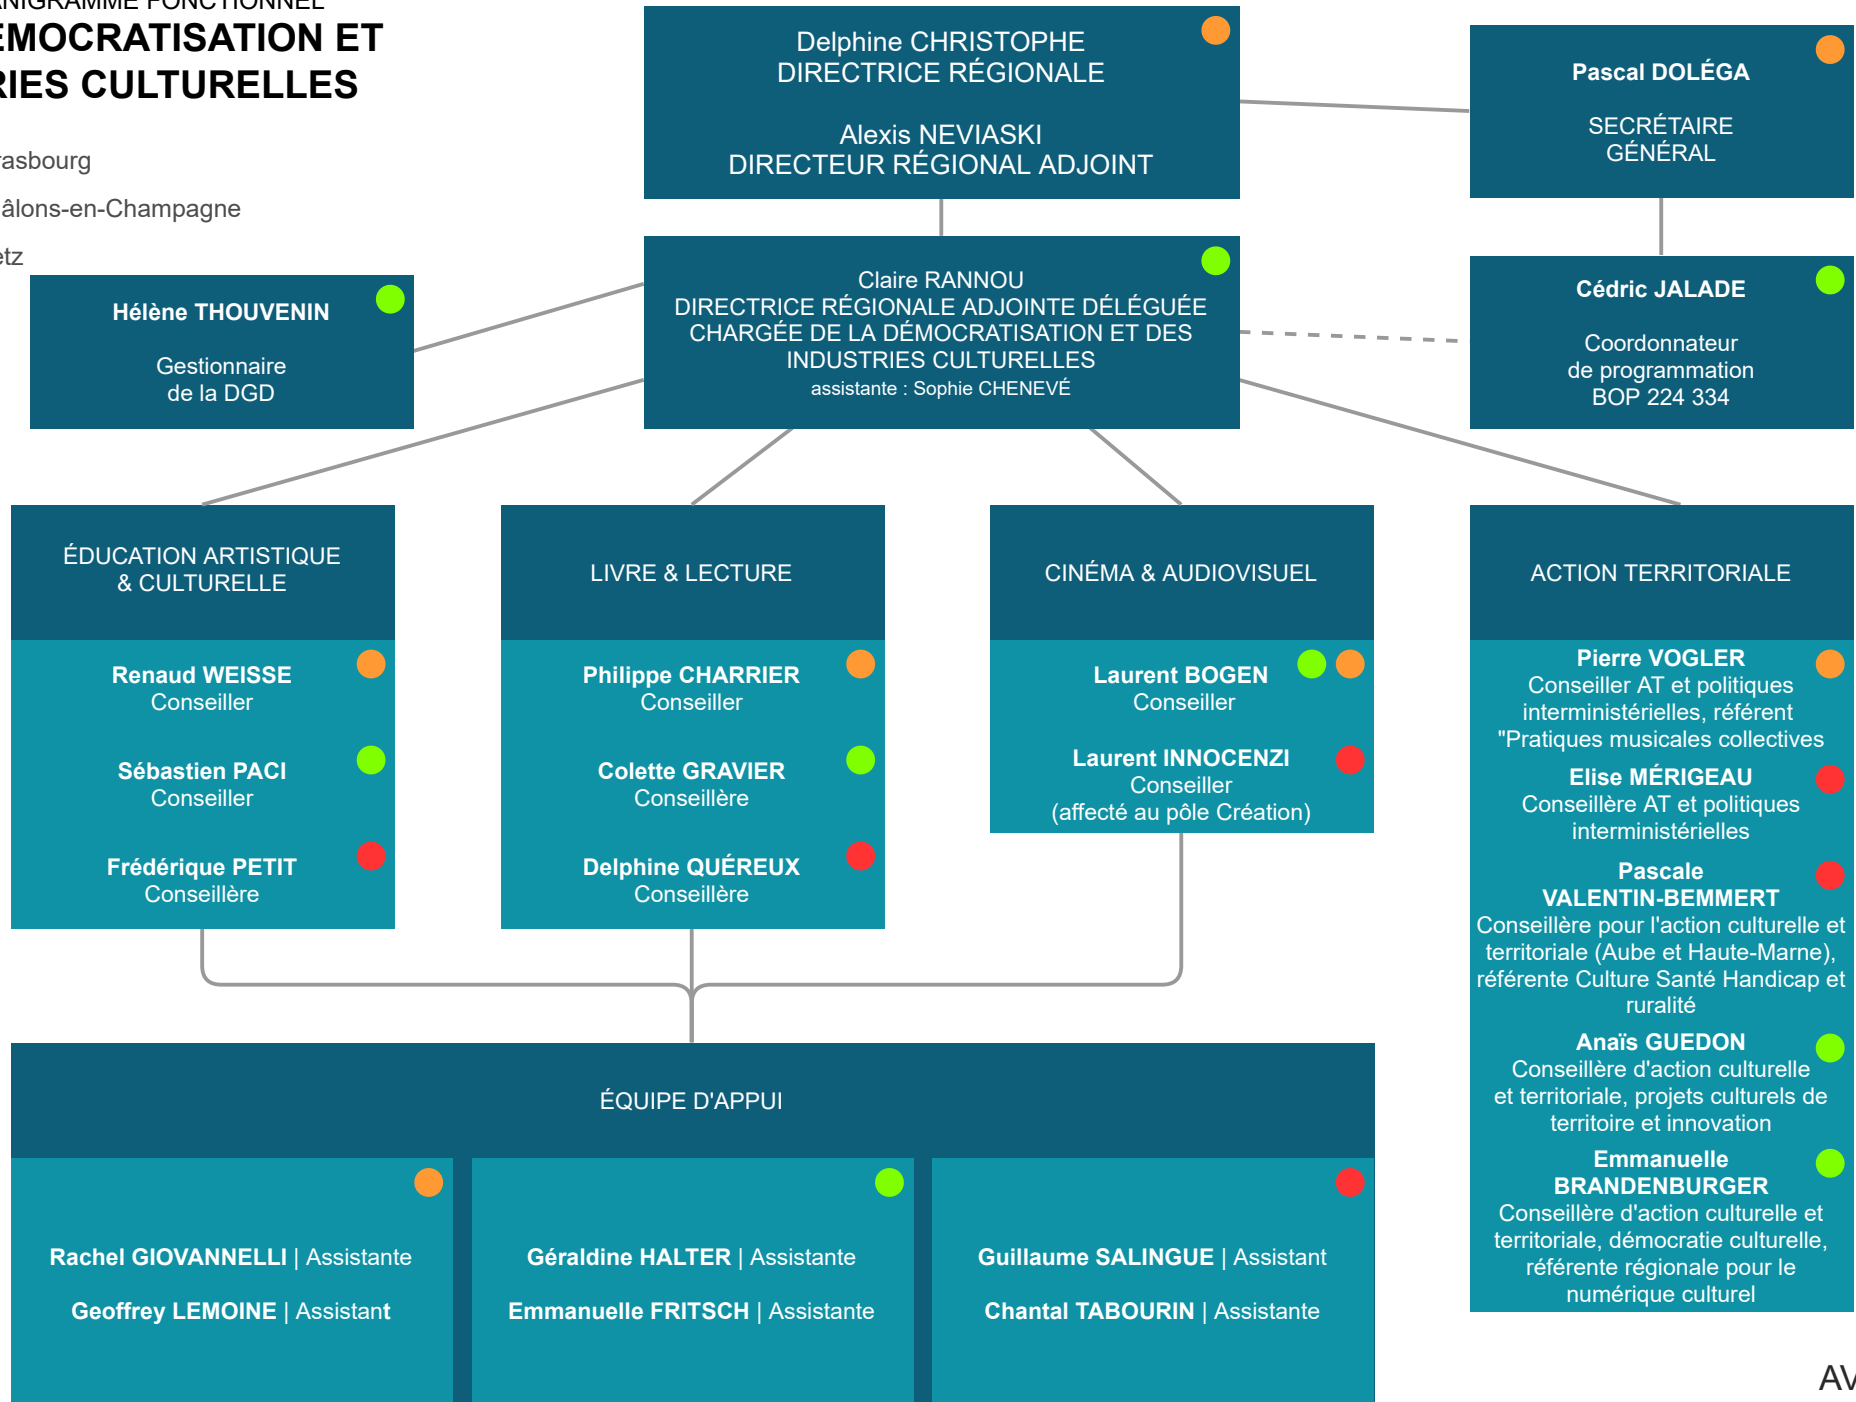 ANIGRAMME FONCTIONNEL
ÉMOCRATISATION ET
RIES CULTURELLES
rasbourg
âlons-en-Champagne
etz
Delphine CHRISTOPHE
DIRECTRICE RÉGIONALE
Alexis NEVIASKI
DIRECTEUR RÉGIONAL ADJOINT
Pascal DOLÉGA
SECRÉTAIRE
GÉNÉRAL
Hélène THOUVENIN
Gestionnaire
de la DGD
Claire RANNOU
DIRECTRICE RÉGIONALE ADJOINTE DÉLÉGUÉE
CHARGÉE DE LA DÉMOCRATISATION ET DES
INDUSTRIES CULTURELLES
assistante : Sophie CHENEVÉ
Cédric JALADE
Coordonnateur
de programmation
BOP 224 334
ÉDUCATION ARTISTIQUE
& CULTURELLE
Renaud WEISSE
Conseiller
Sébastien PACI
Conseiller
Frédérique PETIT
Conseillère
LIVRE & LECTURE
Philippe CHARRIER
Conseiller
Colette GRAVIER
Conseillère
Delphine QUÉREUX
Conseillère
CINÉMA & AUDIOVISUEL
Laurent BOGEN
Conseiller
Laurent INNOCENZI
Conseiller
(affecté au pôle Création)
ACTION TERRITORIALE
Pierre VOGLER
Conseiller AT et politiques
interministérielles, référent
"Pratiques musicales collectives
Elise MÉRIGEAU
Conseillère AT et politiques
interministérielles
Pascale
VALENTIN-BEMMERT
Conseillère pour l'action culturelle et
territoriale (Aube et Haute-Marne),
référente Culture Santé Handicap et
ruralité
Anaïs GUEDON
Conseillère d'action culturelle
et territoriale, projets culturels de
territoire et innovation
Emmanuelle
BRANDENBURGER
Conseillère d'action culturelle et
territoriale, démocratie culturelle,
référente régionale pour le
numérique culturel
ÉQUIPE D'APPUI
Rachel GIOVANNELLI | Assistante
Geoffrey LEMOINE | Assistant
Géraldine HALTER | Assistante
Emmanuelle FRITSCH | Assistante
Guillaume SALINGUE | Assistant
Chantal TABOURIN | Assistante
AV